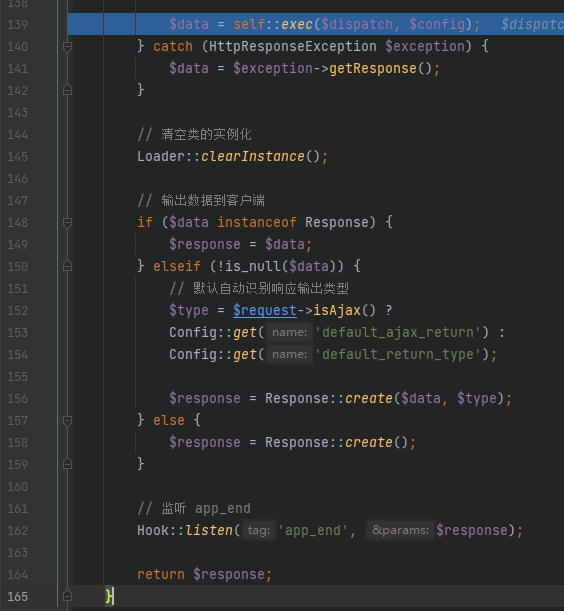 138
139 $data = self::exec($dispatch, $config); $dispatc
140 } catch (HttpResponseException $exception) {
141 $data = $exception->getResponse();
142 }
143
144 // 清空类的实例化
145 Loader::clearInstance();
146
147 // 输出数据到客户端
148 if ($data instanceof Response) {
149 $response = $data;
150 } elseif (!is_null($data)) {
151 // 默认自动识别响应输出类型
152 $type = $request->isAjax() ?
153 Config::get( name: 'default_ajax_return') :
154 Config::get( name: 'default_return_type');
155
156 $response = Response::create($data, $type);
157 } else {
158 $response = Response::create();
159 }
160
161 // 监听 app_end
162 Hook::listen( tag: 'app_end', &params: $response);
163
164 return $response;
165 }